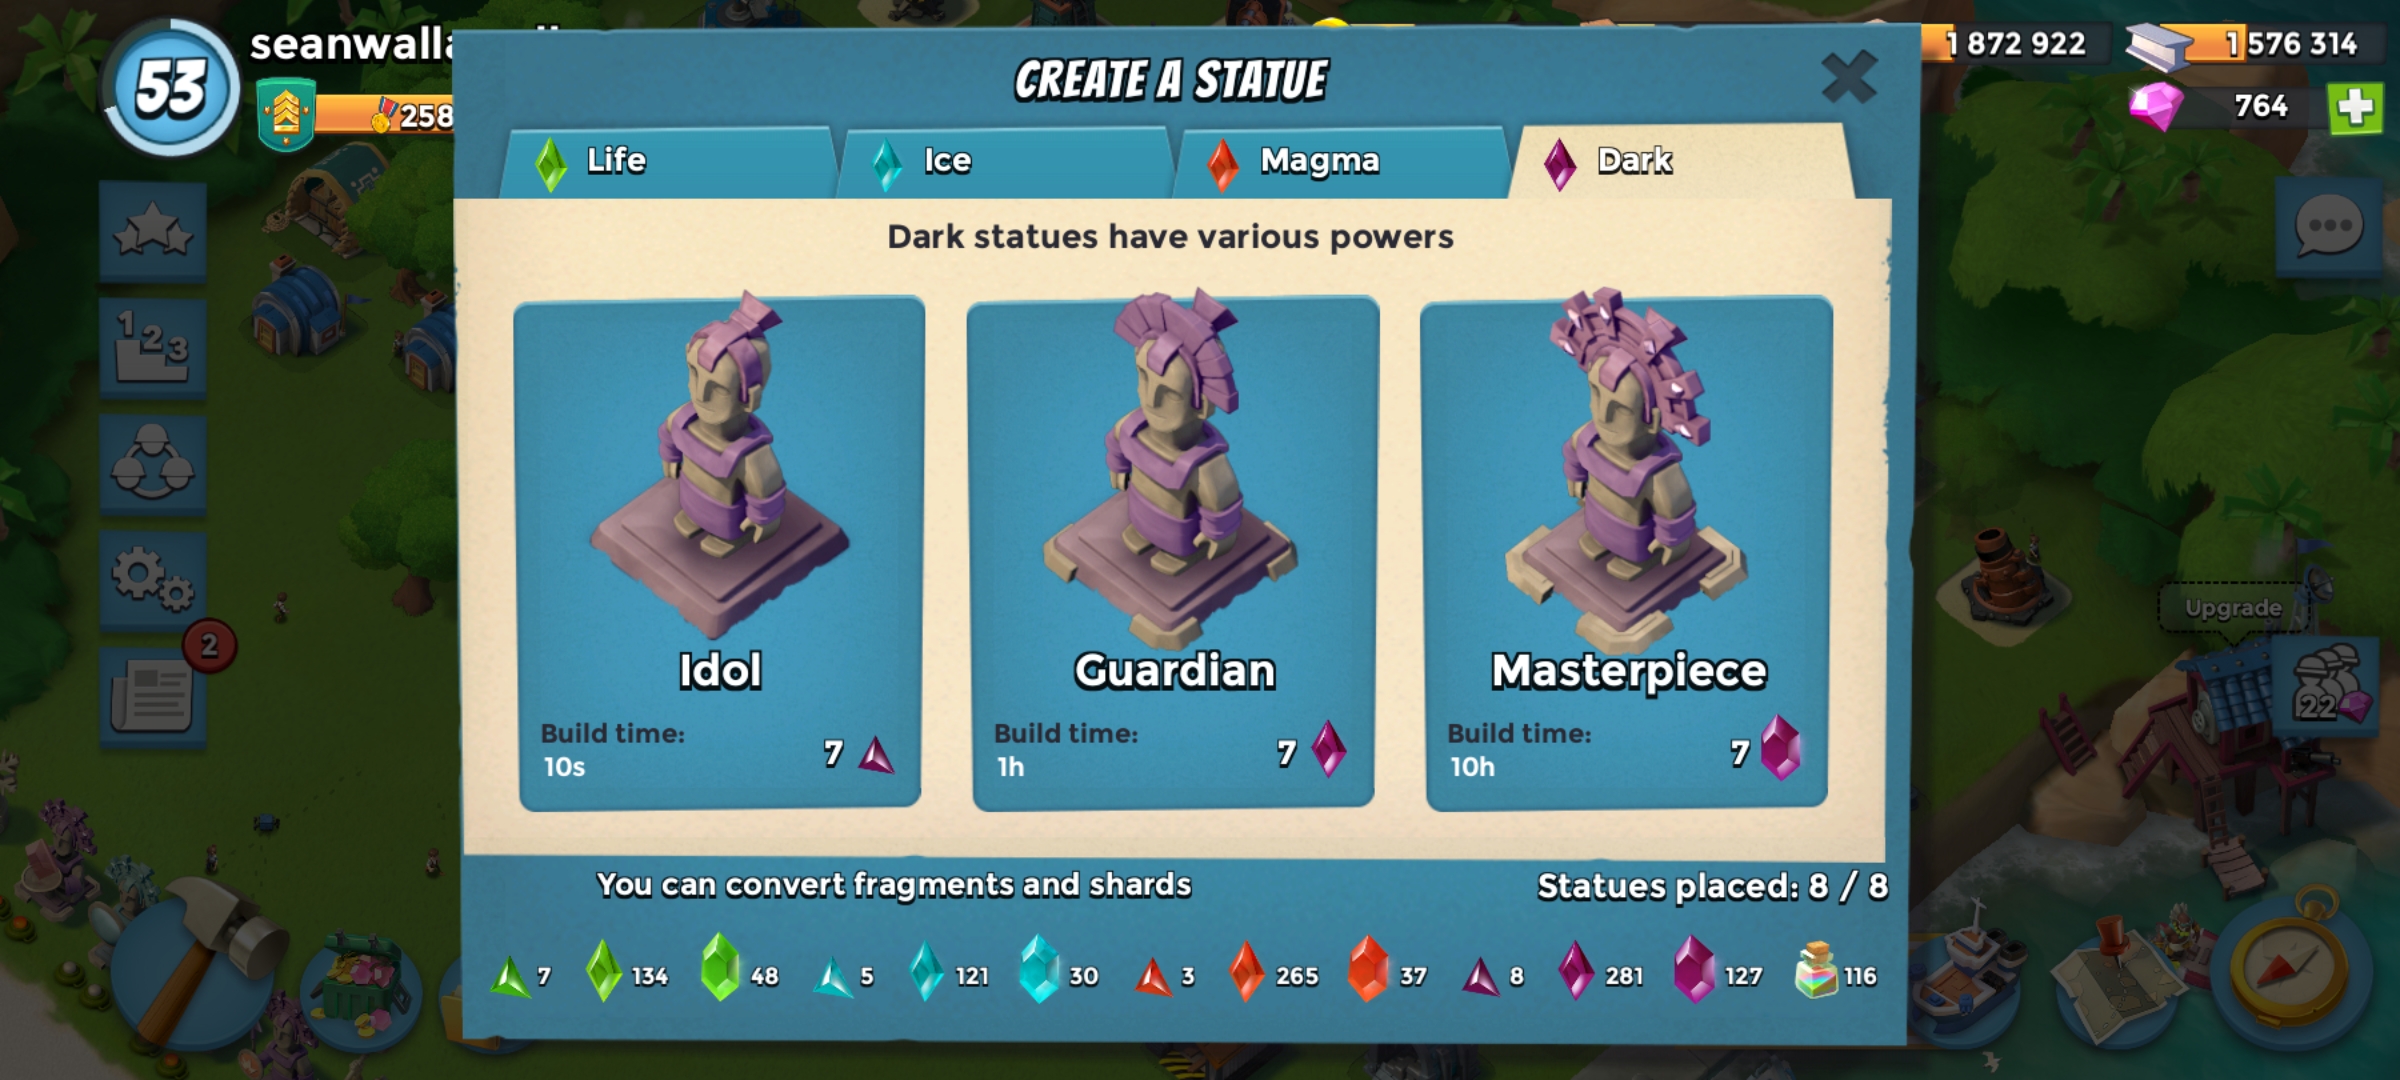 53
258
1 872 922
1 576 314
764
CREATE A STATUE
Life
Ice
Magma
Dark
Dark statues have various powers
1 2 3
2
Idol
Build time:
10s
7
Guardian
Build time:
1h
7
Masterpiece
Build time:
10h
7
Upgrade
22
You can convert fragments and shards
Statues placed: 8 / 8
7 134 48 5 121 30 3 265 37 8 281 127 116